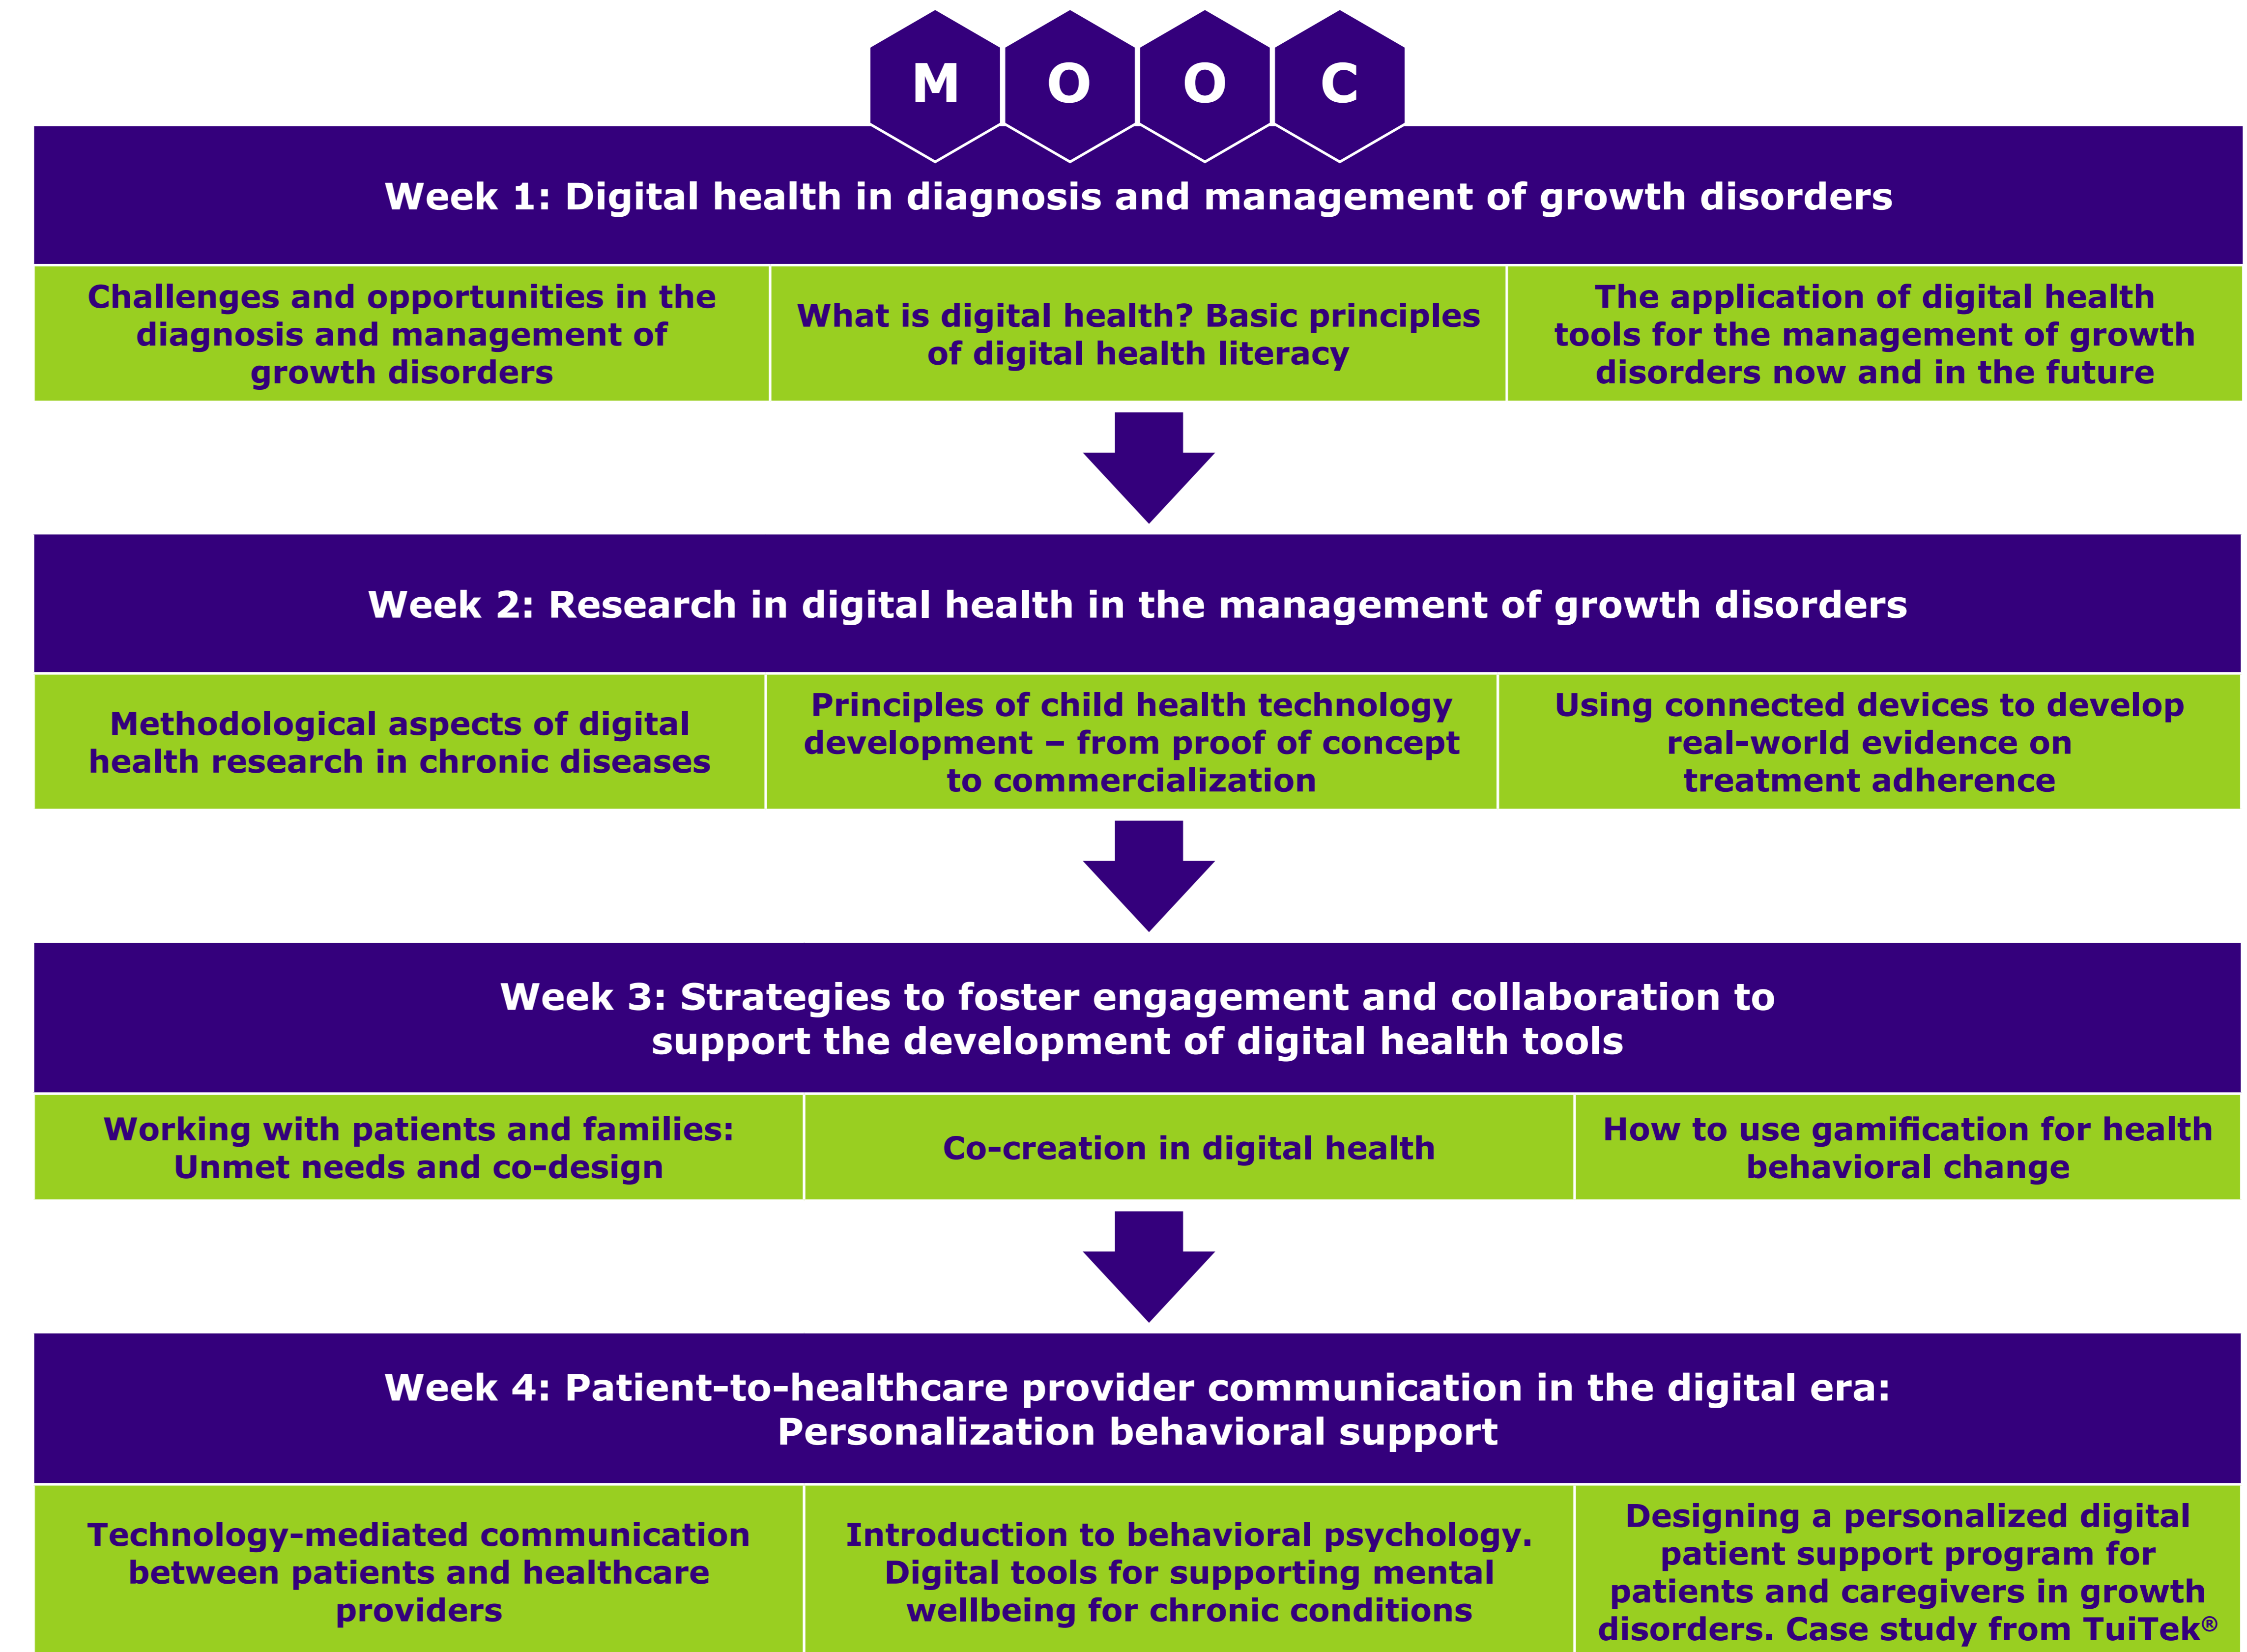 M O O C
Week 1: Digital health in diagnosis and management of growth disorders
Challenges and opportunities in the
diagnosis and management of
growth disorders
What is digital health? Basic principles
of digital health literacy
The application of digital health
tools for the management of growth
disorders now and in the future
Week 2: Research in digital health in the management of growth disorders
Methodological aspects of digital
health research in chronic diseases
Principles of child health technology
development – from proof of concept
to commercialization
Using connected devices to develop
real-world evidence on
treatment adherence
Week 3: Strategies to foster engagement and collaboration to
support the development of digital health tools
Working with patients and families:
Unmet needs and co-design
Co-creation in digital health
How to use gamification for health
behavioral change
Week 4: Patient-to-healthcare provider communication in the digital era:
Personalization behavioral support
Technology-mediated communication
between patients and healthcare
providers
Introduction to behavioral psychology.
Digital tools for supporting mental
wellbeing for chronic conditions
Designing a personalized digital
patient support program for
patients and caregivers in growth
disorders. Case study from TuiTek®